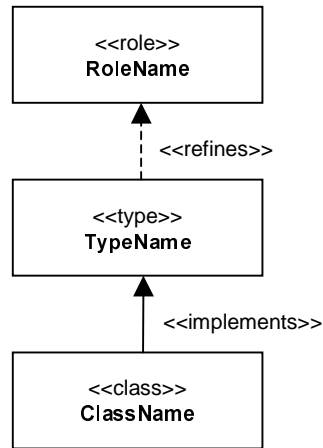 <<role>>
RoleName
<<refines>>
<<type>>
TypeName
<<implements>>
<<class>>
ClassName